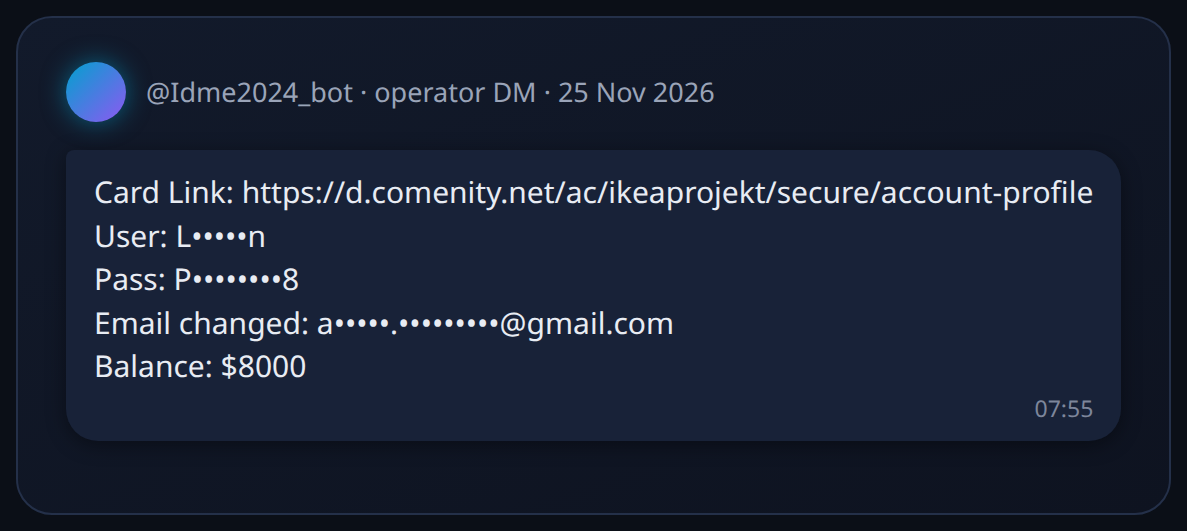 @Idme2024_bot · operator DM · 25 Nov 2026
Card Link: https://d.comenity.net/ac/ikeaprojekt/secure/account-profile
User: L•••••n
Pass: P••••••••8
Email changed: a•••••.•••••••••@gmail.com
Balance: $8000
07:55